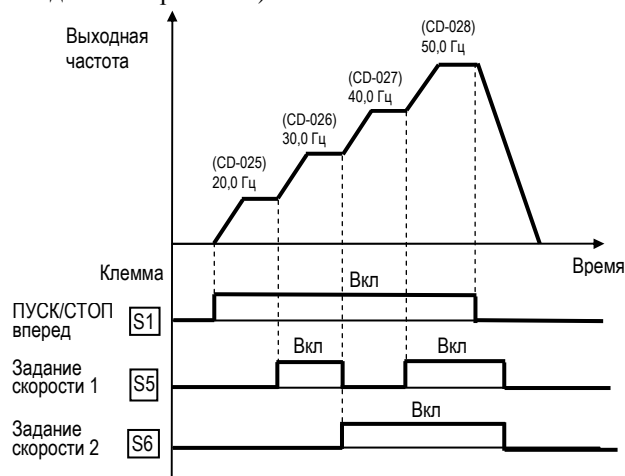 Выходная
частота
(CD-025)
20,0 Гц
(CD-026)
30,0 Гц
(CD-027)
40,0 Гц
(CD-028)
50,0 Гц
Время
Клемма
ПУСК/СТОП
вперед
S1
Вкл
Задание
скорости 1
S5
Вкл
Вкл
Задание
скорости 2
S6
Вкл